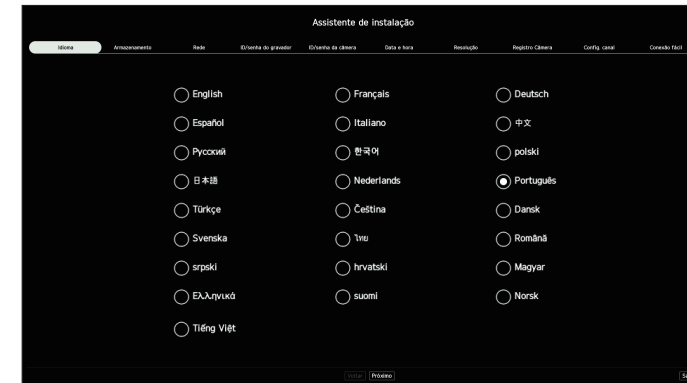 Assistente de instalação
Idioma Armazenamento Rede ID/senha do gravador ID/senha da câmera Data e hora Resolução Registro Câmera Config. canal Conexão fácil
English Français Deutsch
Español Italiano 中文
Русский 한국어 polski
日本語 Nederlands Português
Türkçe Čeština Dansk
Svenska ไทย Română
srpski hrvatski Magyar
Ελληνικά suomi Norsk
Tiếng Việt
Voltar Próximo